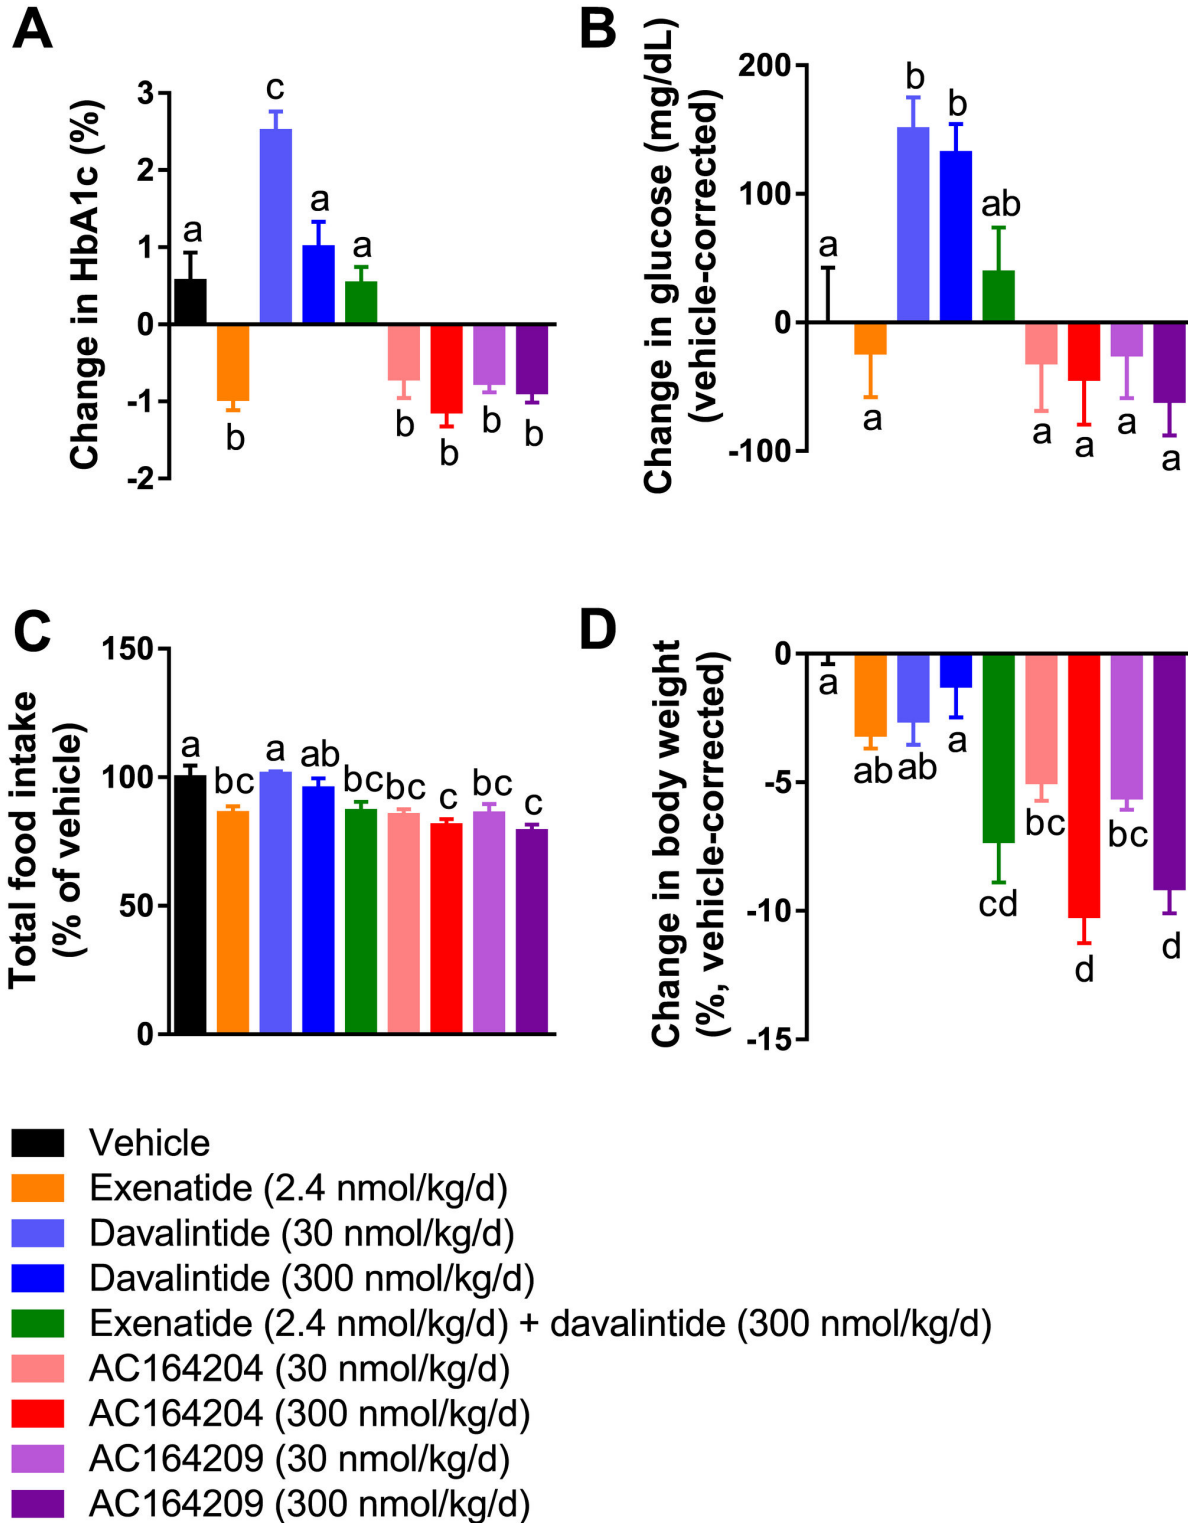 A
Change in HbA1c (%)
3
2
1
0
-1
-2
a
b
c
a
a
b
b
b
b
B
Change in glucose (mg/dL)
(vehicle-corrected)
200
100
0
-100
a
a
b
b
ab
a
a
a
a
C
Total food intake
(% of vehicle)
150
100
50
0
a
bc
a
ab
bc
bc
c
bc
c
D
Change in body weight
(%, vehicle-corrected)
0
-5
-10
-15
a
ab
ab
a
cd
bc
d
bc
d
Vehicle
Exenatide (2.4 nmol/kg/d)
Davalintide (30 nmol/kg/d)
Davalintide (300 nmol/kg/d)
Exenatide (2.4 nmol/kg/d) + davalintide (300 nmol/kg/d)
AC164204 (30 nmol/kg/d)
AC164204 (300 nmol/kg/d)
AC164209 (30 nmol/kg/d)
AC164209 (300 nmol/kg/d)